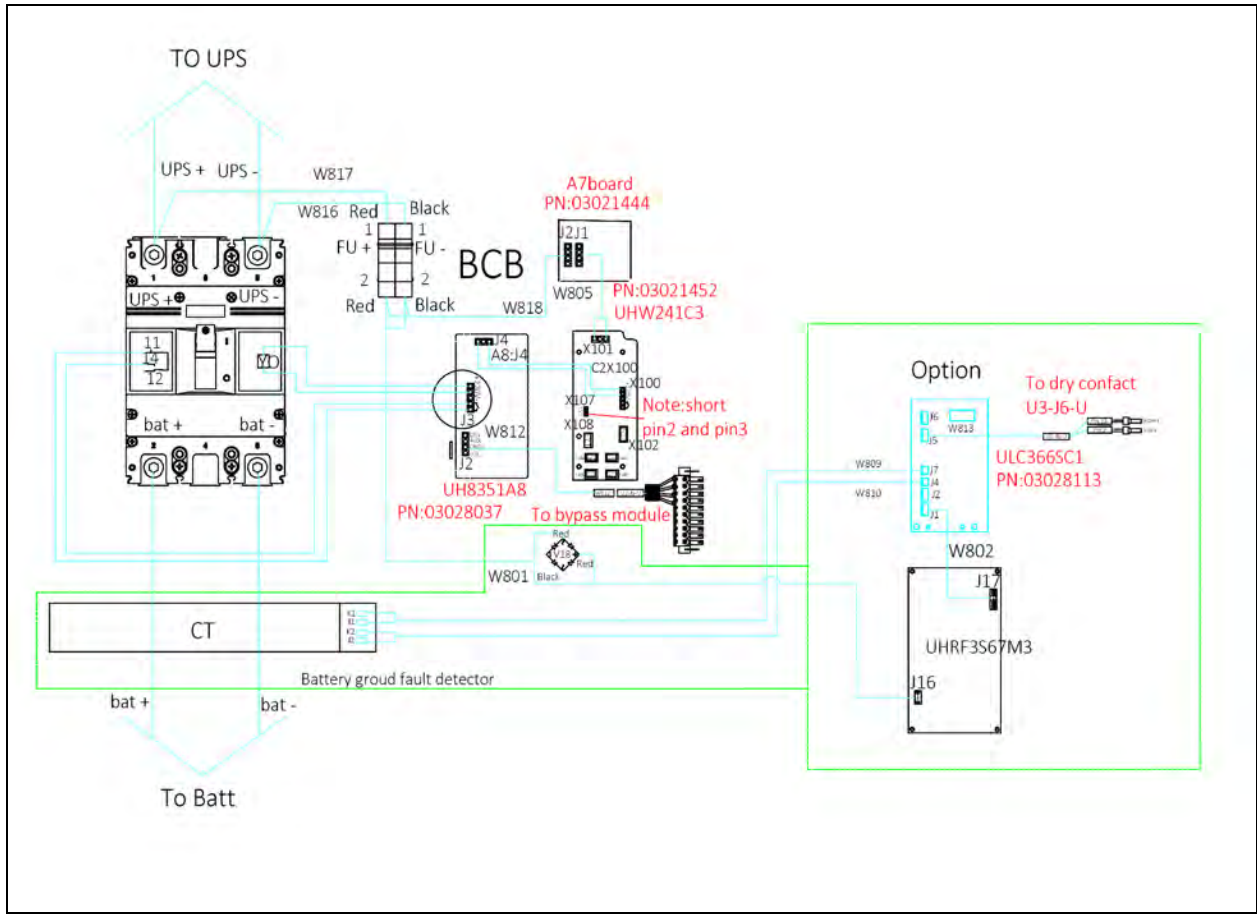 TO UPS
UPS + UPS -
W817
W816 Red Black
1 1
FU + FU -
2 2
Red Black
BCB
W818
A7board
PN:03021444
J2J1
W805
PN:03021452
UHW241C3
UPS + UPS -
11
14
12
bat + bat -
J4
A8:J4
J3
W812
J2
UH8351A8
PN:03028037
X101
C2X100
-X100
X107
X108
X102
Note:short
pin2 and pin3
To bypass module
Red
V18
Red
Black
W801
CT
Battery groud fault detector
bat +
bat -
To Batt
Option
J6
W813
J5
To dry confact
U3-J6-U
ULC366SC1
PN:03028113
W809
J7
J4
W810
J2
J1
W802
J17
UHRF3S67M3
J16